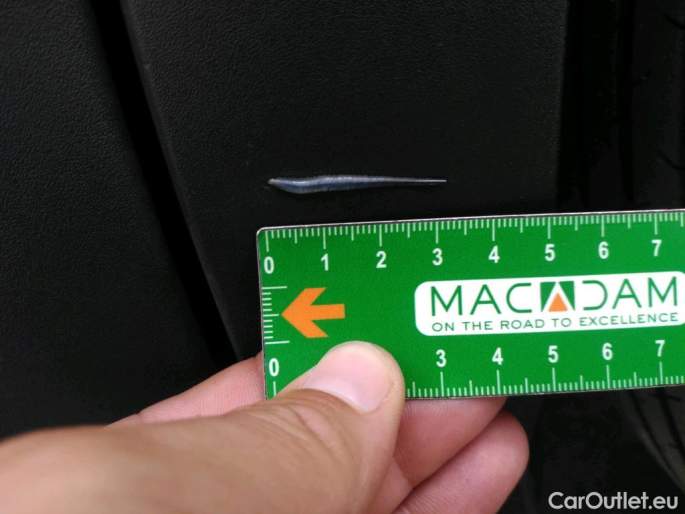 0 1 2 3 4 5 6 7
MACADAM
ON THE ROAD TO EXCELLENCE
0 3 4 5 6 7
CarOutlet.eu